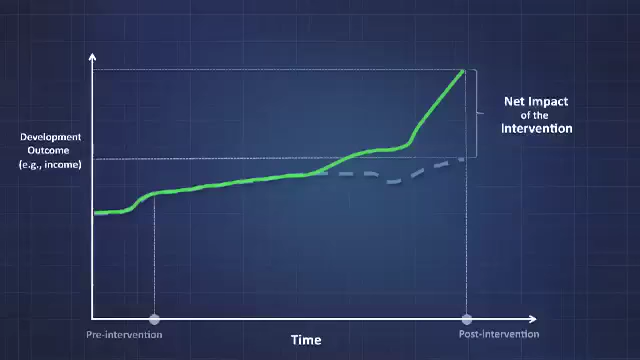 Development
Outcome
(e.g., income)
Net Impact
of the
Intervention
Pre-intervention
Time
Post-intervention